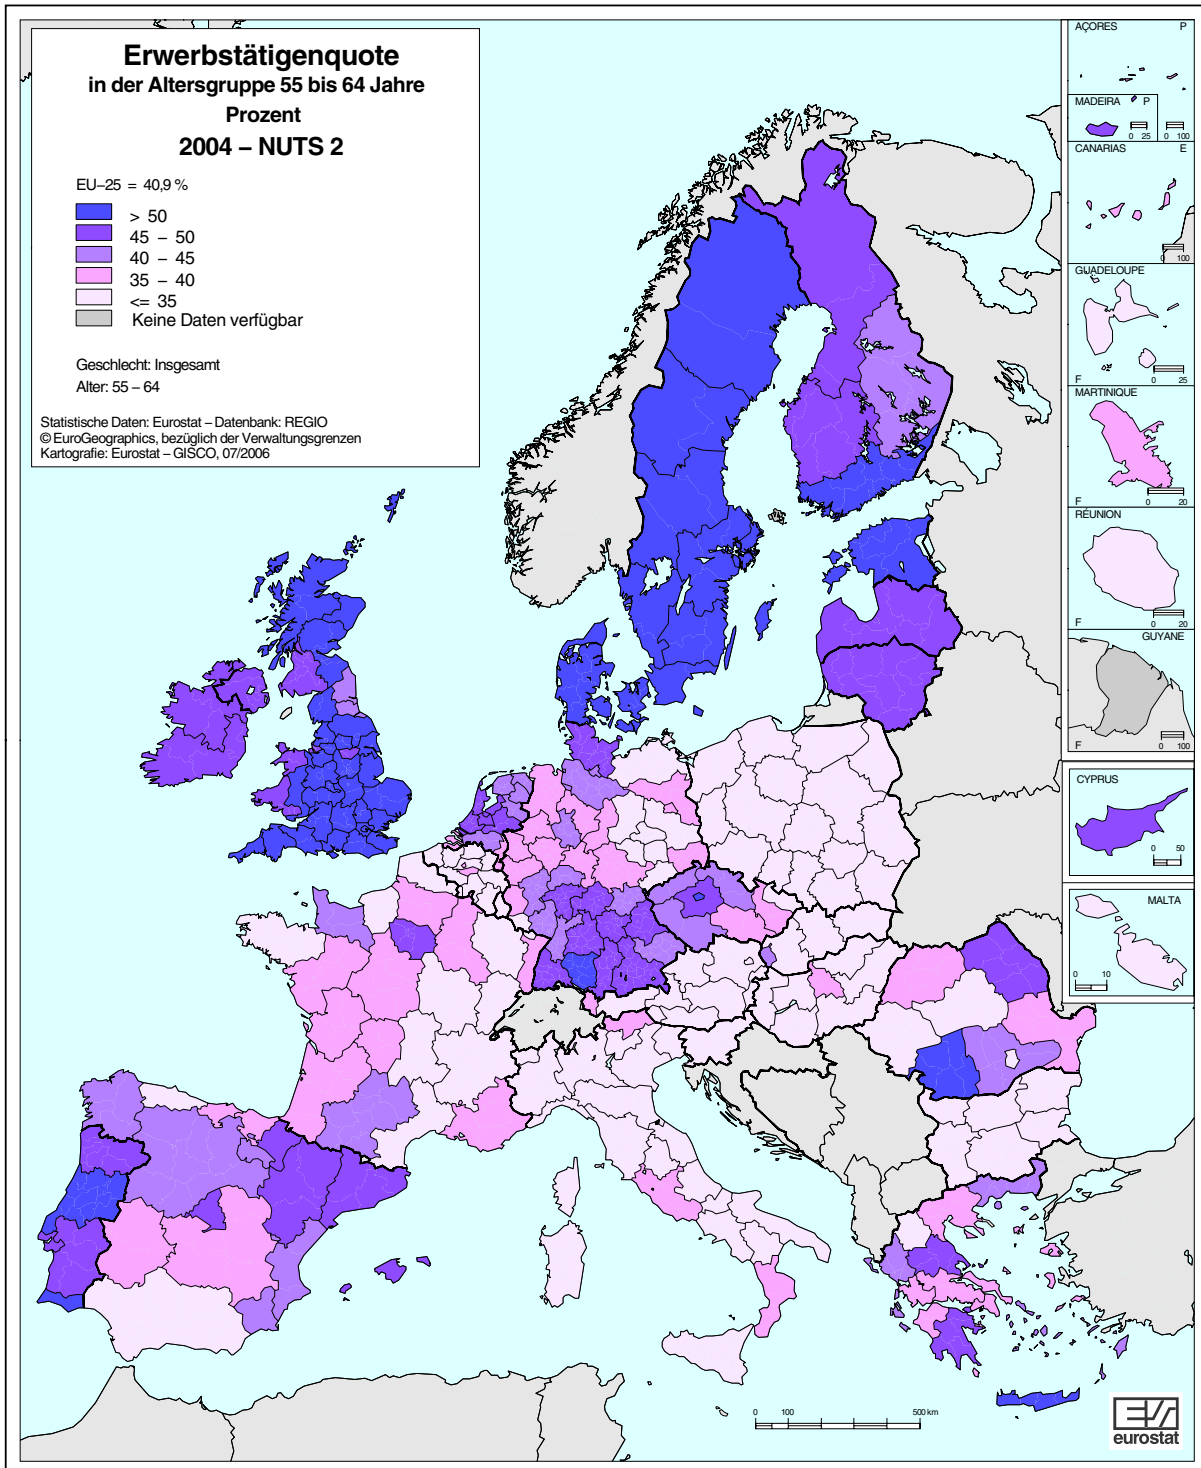 Erwerbstätigenquote
in der Altersgruppe 55 bis 64 Jahre
Prozent
2004 – NUTS 2
EU–25 = 40,9 %
> 50
45 – 50
40 – 45
35 – 40
<= 35
Keine Daten verfügbar
Geschlecht: Insgesamt
Alter: 55 – 64
Statistische Daten: Eurostat – Datenbank: REGIO
© EuroGeographics, bezüglich der Verwaltungsgrenzen
Kartografie: Eurostat – GISCO, 07/2006
AÇORES P
MADEIRA P
0 25
0 100
CANARIAS E
0 100
GUADELOUPE
F
0 25
MARTINIQUE
F
0 20
RÉUNION
F
0 20
GUYANE
F
0 100
CYPRUS
0 50
MALTA
0 10
0 100 500 km
eurostat